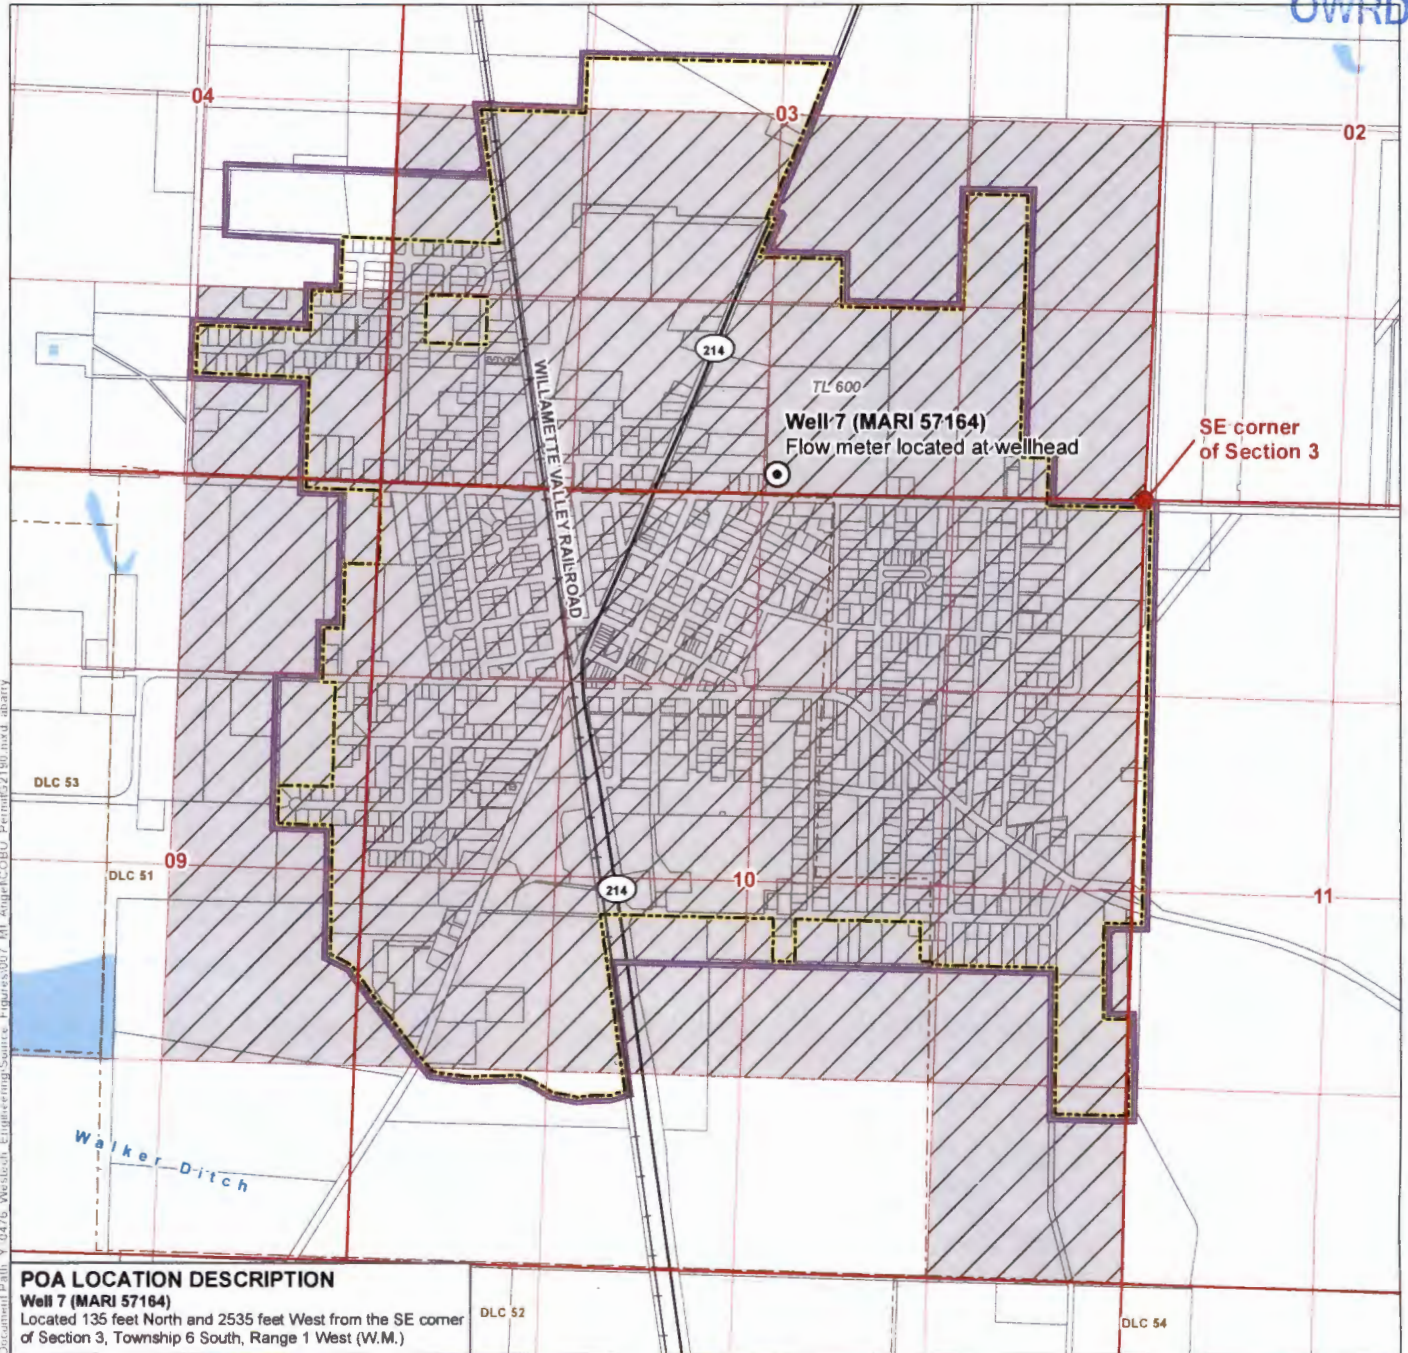 OWRD
04
03
02
214
TL 600
Well 7 (MARI 57164)
Flow meter located at wellhead
SE corner
of Section 3
WILLAMETTE VALLEY RAILROAD
DLC 53
09
DLC 51
214
10
11
Walker Ditch
POA LOCATION DESCRIPTION
Well 7 (MARI 57164)
Located 135 feet North and 2535 feet West from the SE corner
of Section 3, Township 6 South, Range 1 West (W.M.)
DLC 52
DLC 54